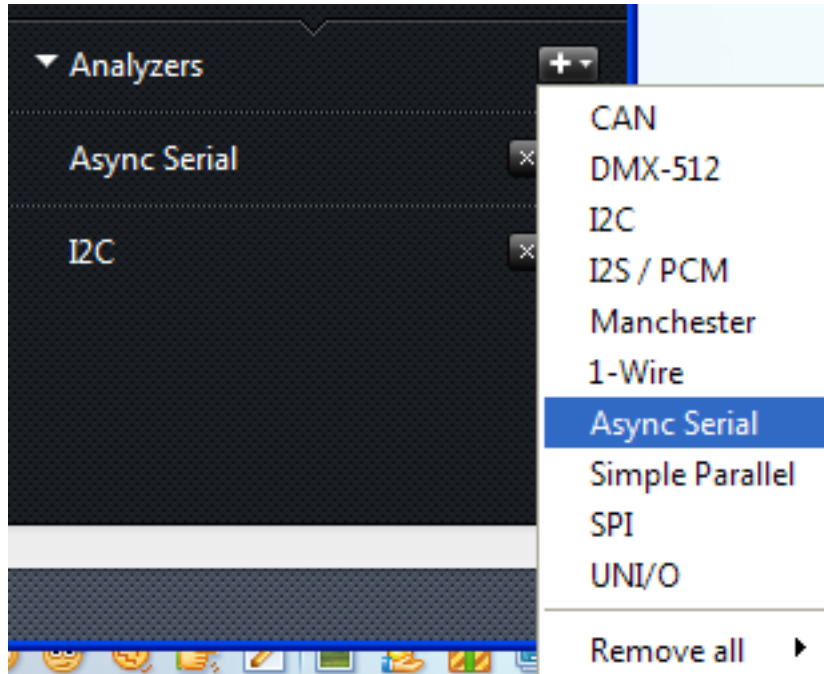 Analyzers
Async Serial
I2C
CAN
DMX-512
I2C
I2S / PCM
Manchester
1-Wire
Async Serial
Simple Parallel
SPI
UNI/O
Remove all